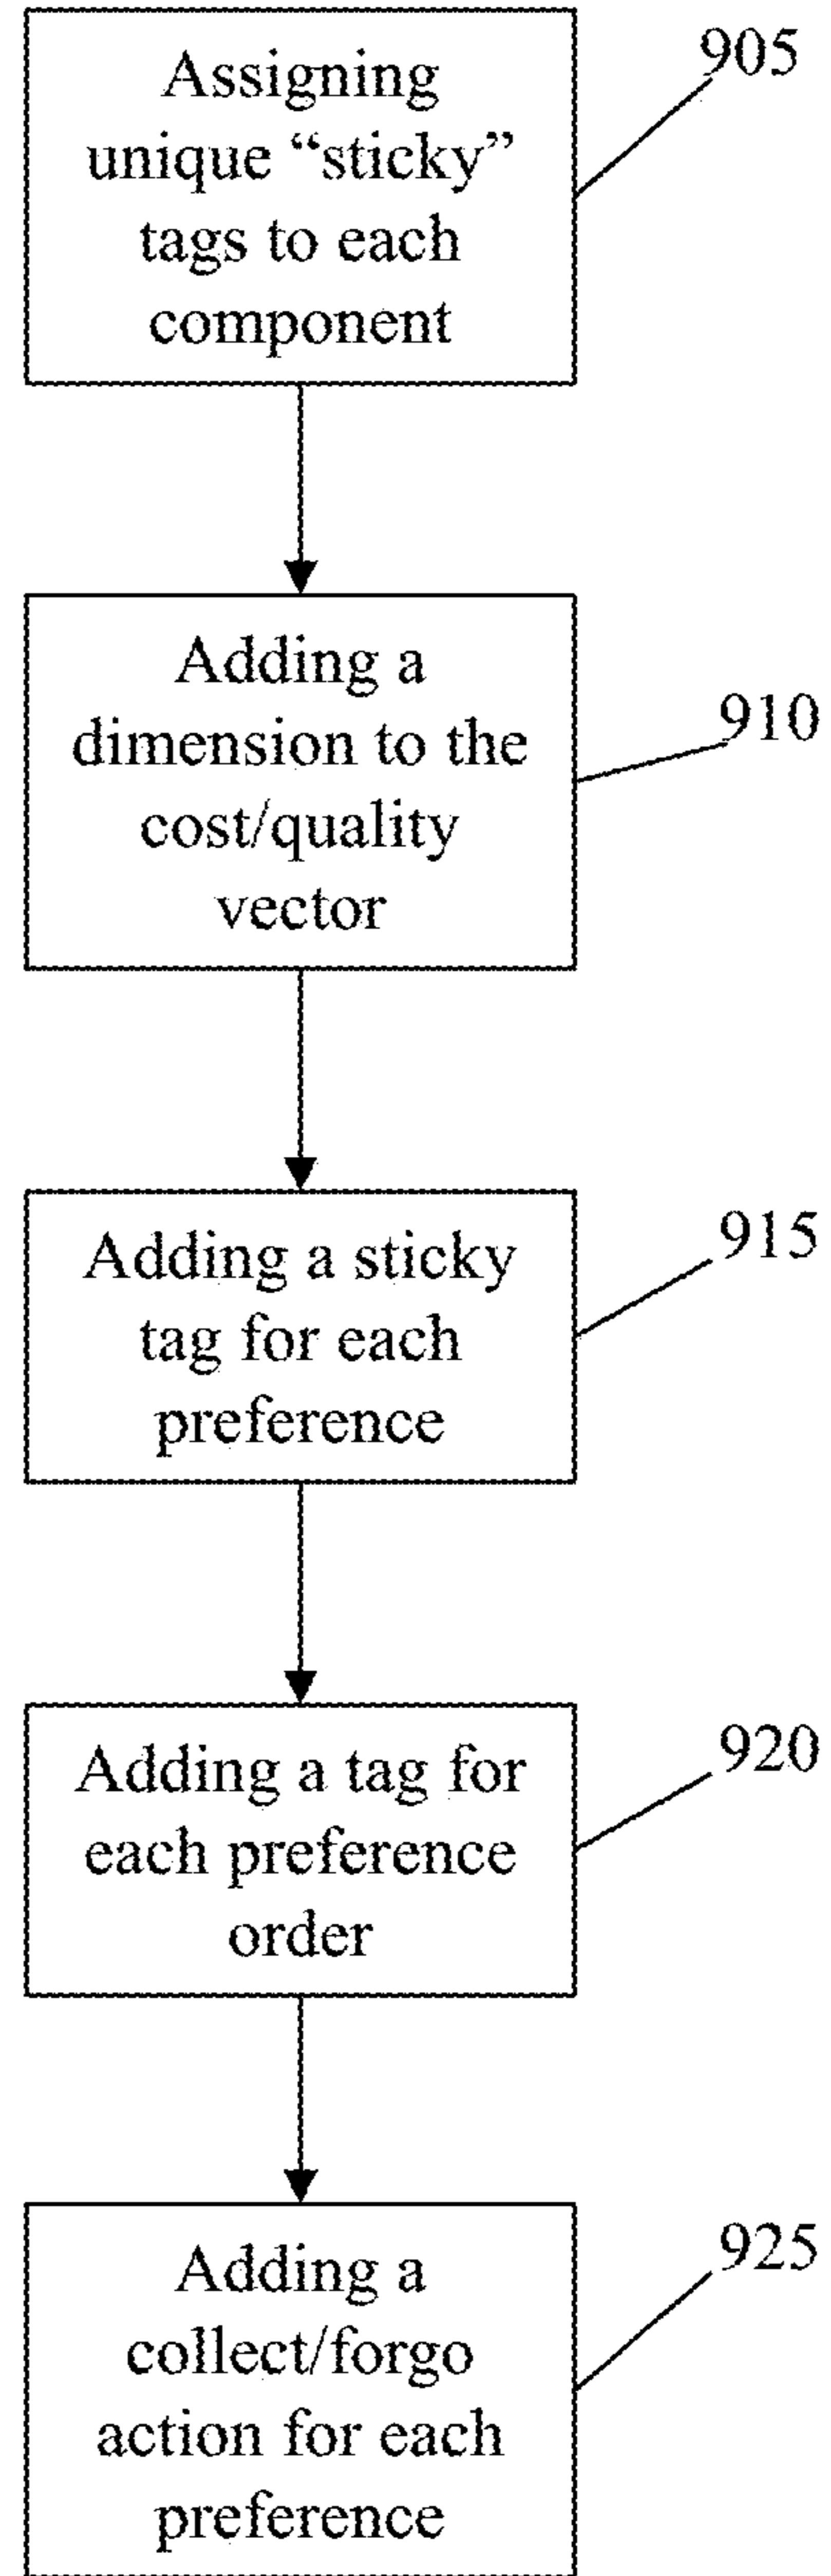 Assigning
unique “sticky”
tags to each
component
905
Adding a
dimension to the
cost/quality
vector
910
Adding a sticky
tag for each
preference
915
Adding a tag for
each preference
order
920
Adding a
collect/forgo
action for each
preference
925